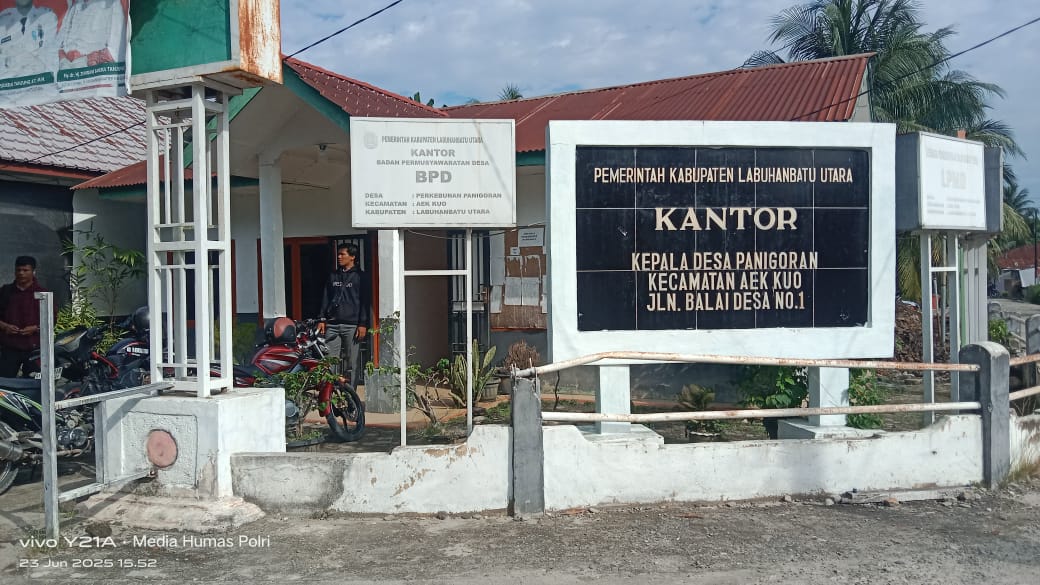 PEMERINTAH KABUPATEN LABUHANBATU UTARA
KANTOR
BADAN PERMUSYAWARATAN DESA
BPD
DESA : PERKEBUNAN PANIGORAN
KECAMATAN : AEK KUO
KABUPATEN : LABUHANBATU UTARA
PEMERINTAH KABUPATEN LABUHANBATU UTARA
KANTOR
KEPALA DESA PANIGORAN
KECAMATAN AEK KUO
JLN. BALAI DESA NO.1
LPMD
vivo Y21A · Media Humas Polri
23 Jun 2025 15.52